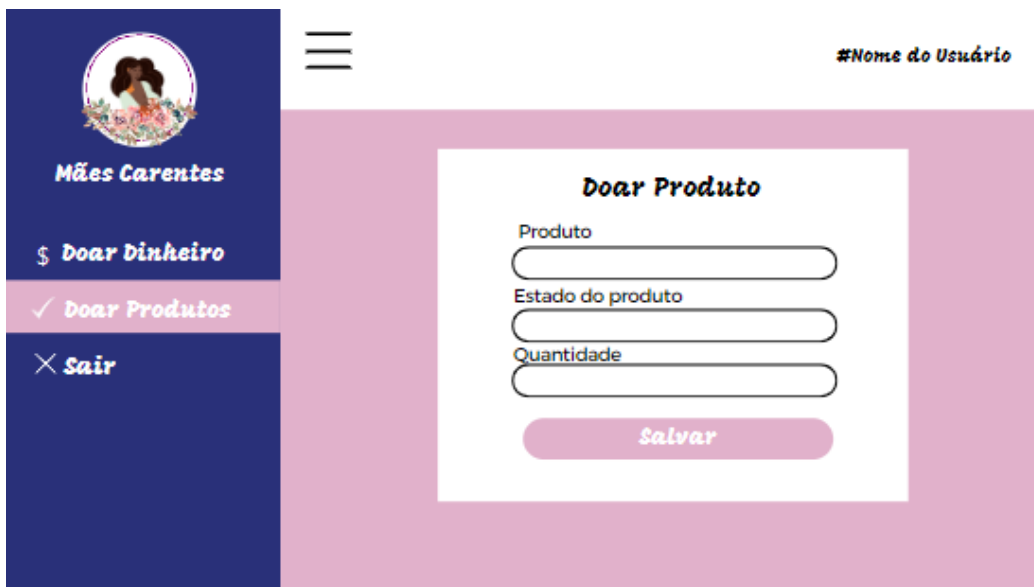 Mães Carentes
$ Doar Dinheiro
Doar Produtos
Sair
#Nome do Usuário
Doar Produto
Produto
Estado do produto
Quantidade
Salvar